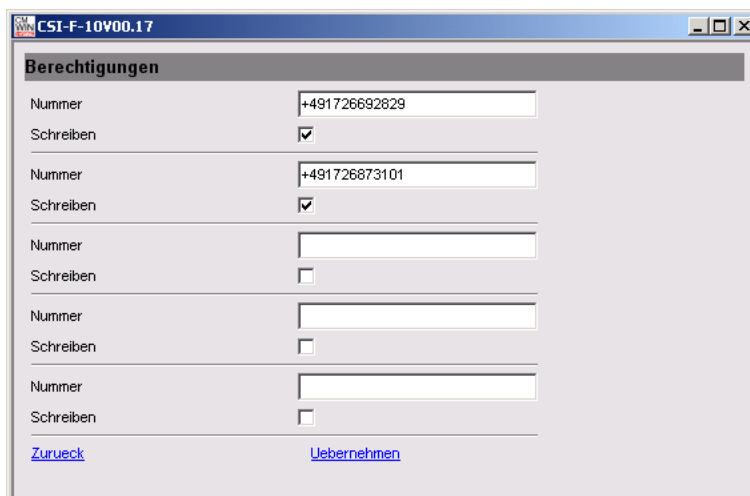 CSI-F-10V00.17
Berechtigungen
Nummer +491726692829
Schreiben
Nummer +491726873101
Schreiben
Nummer
Schreiben
Nummer
Schreiben
Nummer
Schreiben
Zurueck Uebernehmen